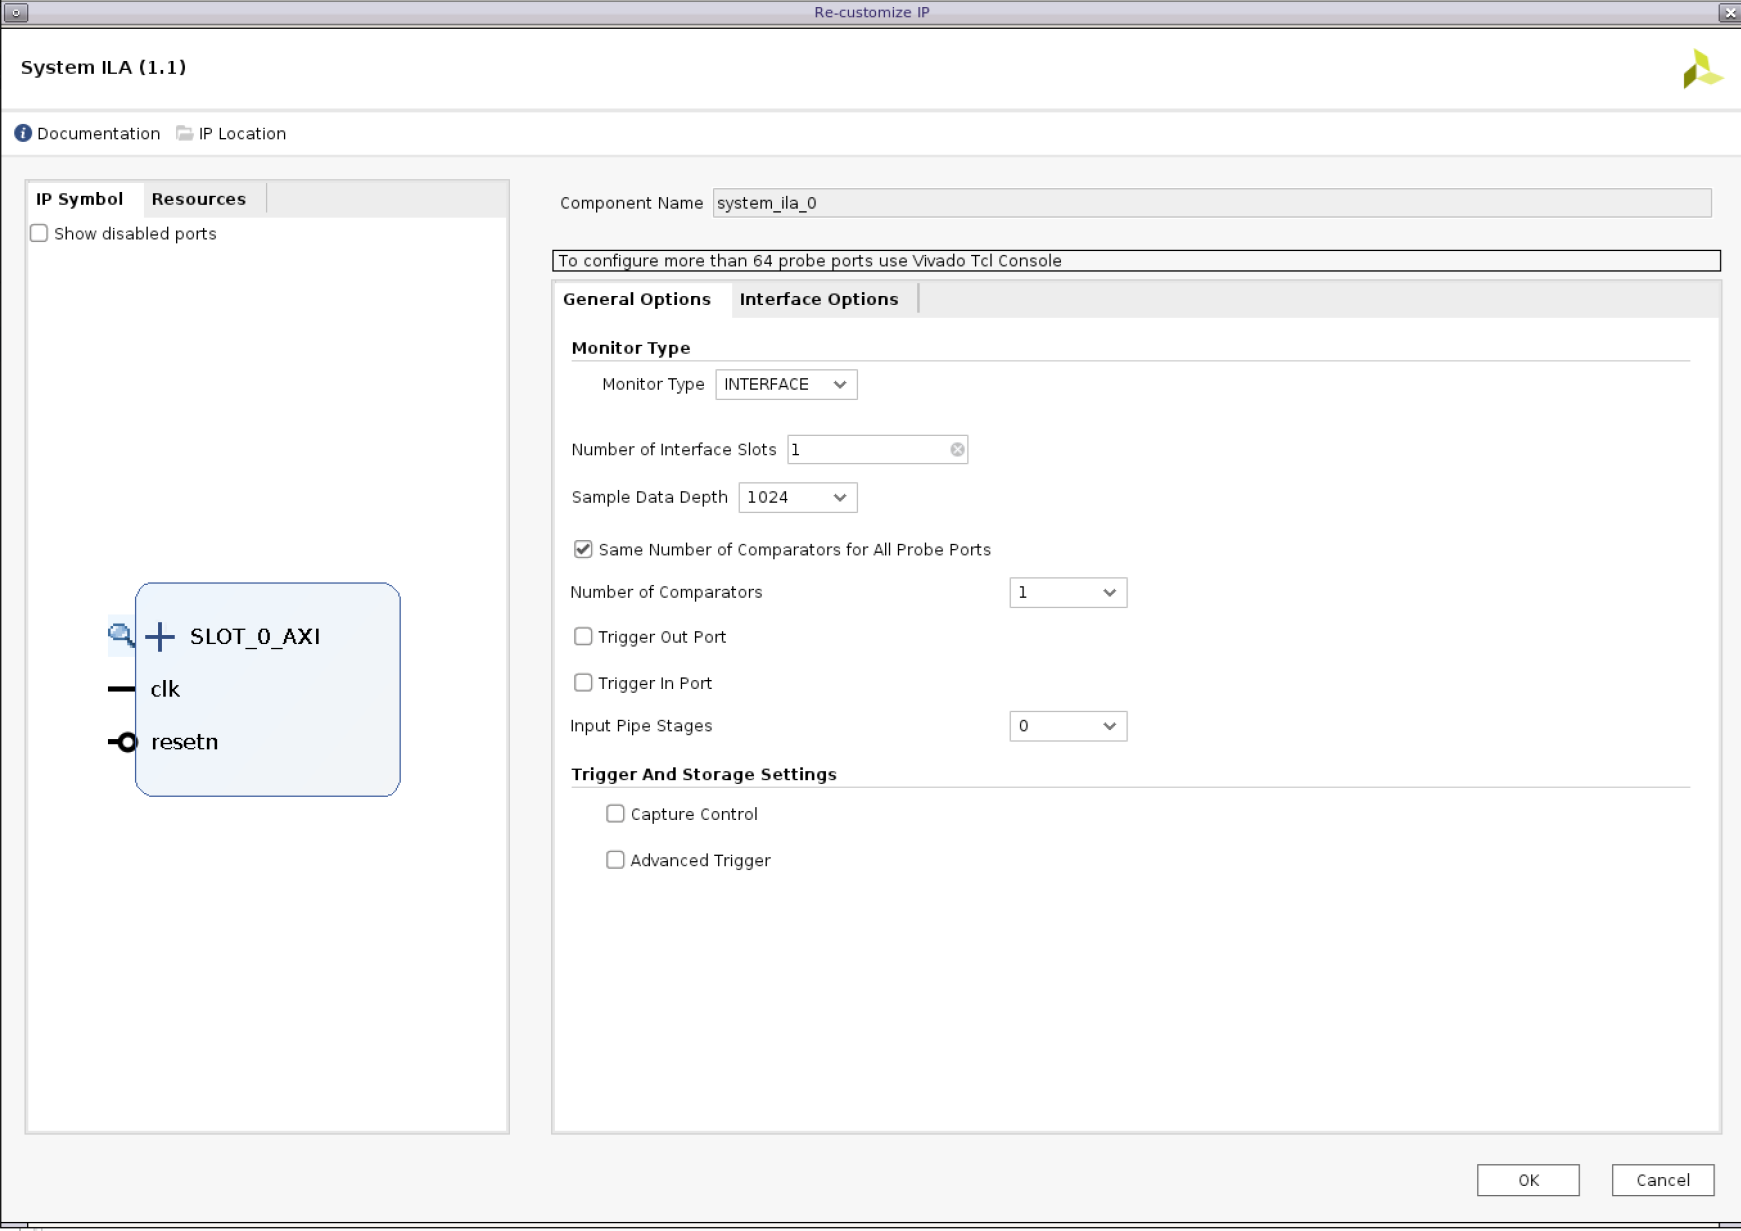 Re-customize IP
System ILA (1.1)
Documentation IP Location
IP Symbol Resources
Show disabled ports
SLOT_0_AXI
clk
resetn
Component Name system_ila_0
To configure more than 64 probe ports use Vivado Tcl Console
General Options Interface Options
Monitor Type
Monitor Type INTERFACE
Number of Interface Slots 1
Sample Data Depth 1024
Same Number of Comparators for All Probe Ports
Number of Comparators 1
Trigger Out Port
Trigger In Port
Input Pipe Stages 0
Trigger And Storage Settings
Capture Control
Advanced Trigger
OK Cancel